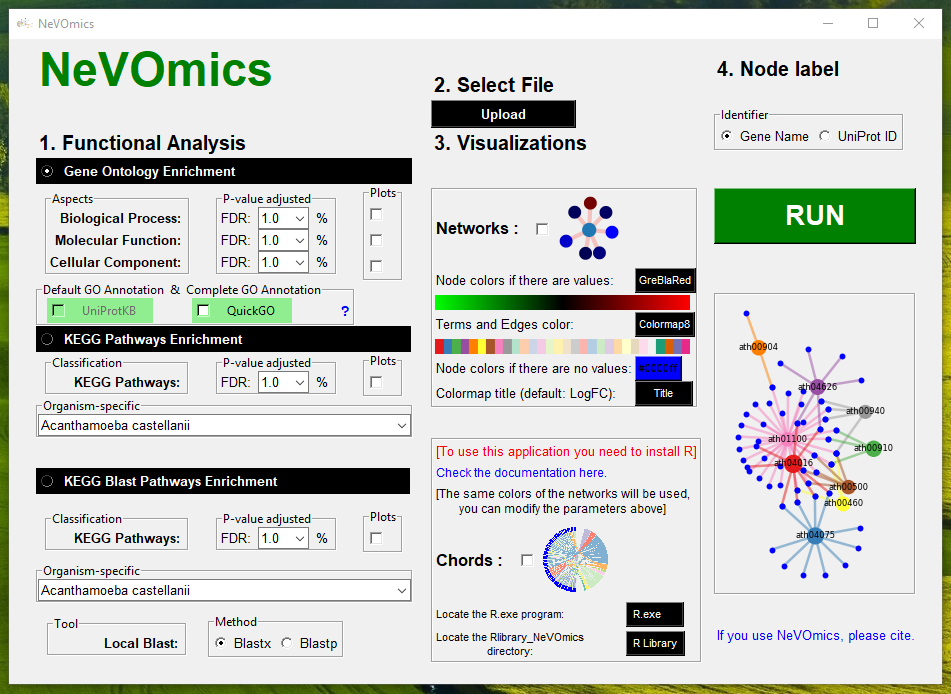 NeVOmics
NeVOmics
1. Functional Analysis
Gene Ontology Enrichment
Aspects
P-value adjusted
Plots
Biological Process:
FDR: 1.0 %
Molecular Function:
FDR: 1.0 %
Cellular Component:
FDR: 1.0 %
Default GO Annotation & Complete GO Annotation
UniProtKB
QuickGO
?
KEGG Pathways Enrichment
Classification
P-value adjusted
Plots
KEGG Pathways:
FDR: 1.0 %
Organism-specific
Acanthamoeba castellanii
KEGG Blast Pathways Enrichment
Classification
P-value adjusted
Plots
KEGG Pathways:
FDR: 1.0 %
Organism-specific
Acanthamoeba castellanii
Tool
Local Blast:
Method
Blastx
Blastp
2. Select File
Upload
3. Visualizations
Networks :
Node colors if there are values:
GreBlaRed
Terms and Edges color:
Colormap8
Node colors if there are no values:
#0000ff
Colormap title (default: LogFC):
Title
[To use this application you need to install R]
Check the documentation here.
[The same colors of the networks will be used,
you can modify the parameters above]
Chords :
Locate the R.exe program:
R.exe
Locate the Rlibrary_NeVOmics
directory:
R Library
4. Node label
Identifier
Gene Name
UniProt ID
RUN
ath00904
ath04626
ath00940
ath01100
ath00910
ath04016
ath00500
ath00460
ath04075
If you use NeVOmics, please cite.